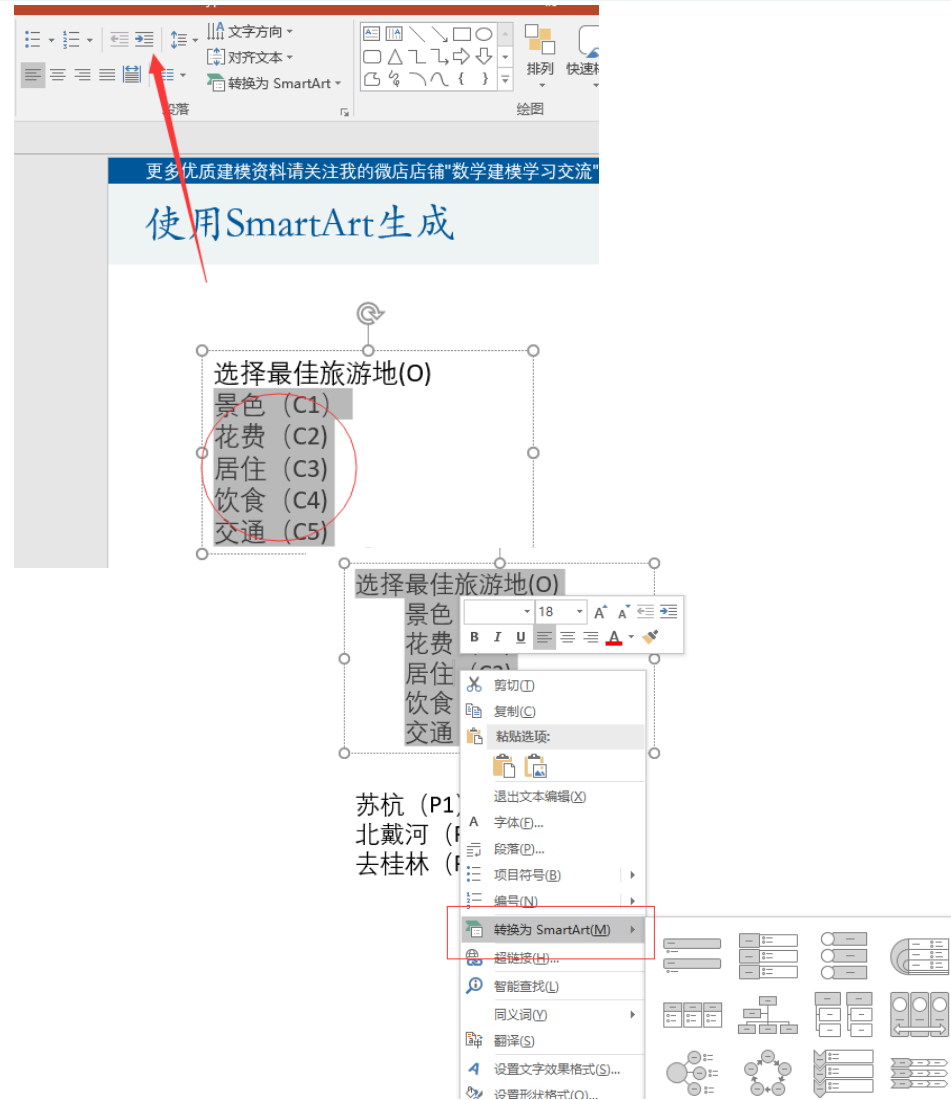 文字方向
对齐文本
转换为 SmartArt
排列
快速样
段落
绘图
更多优质建模资料请关注我的微店店铺"数学建模学习交流"
使用SmartArt生成
选择最佳旅游地(O)
景色（C1）
花费（C2)
居住（C3)
饮食（C4)
交通（C5)
选择最佳旅游地(O)
景色
花费
居住
饮食
交通
18
B I U A
剪切(T)
复制(C)
粘贴选项:
退出文本编辑(X)
字体(F)...
段落(P)...
项目符号(B)
编号(N)
转换为 SmartArt(M)
超链接(H)...
智能查找(L)
同义词(Y)
翻译(S)
设置文字效果格式(S)...
设置形状格式(O)...
苏杭（P1）
北戴河（P
去桂林（P